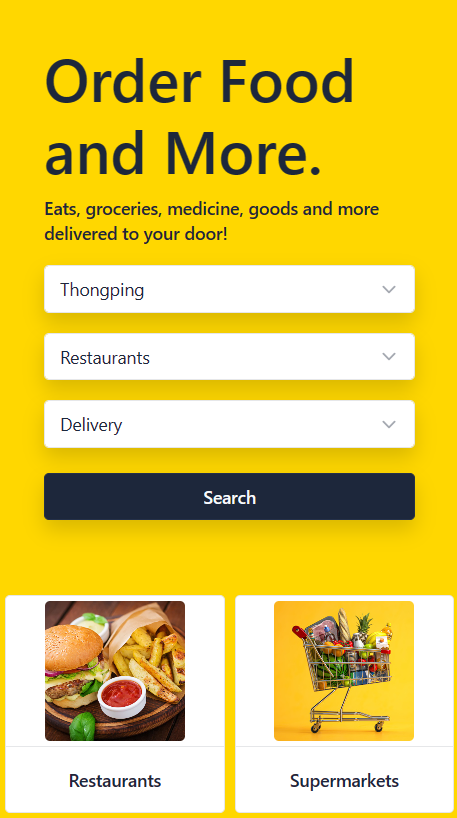 Order Food
and More.
Eats, groceries, medicine, goods and more
delivered to your door!
Thongping
Restaurants
Delivery
Search
Restaurants
Supermarkets